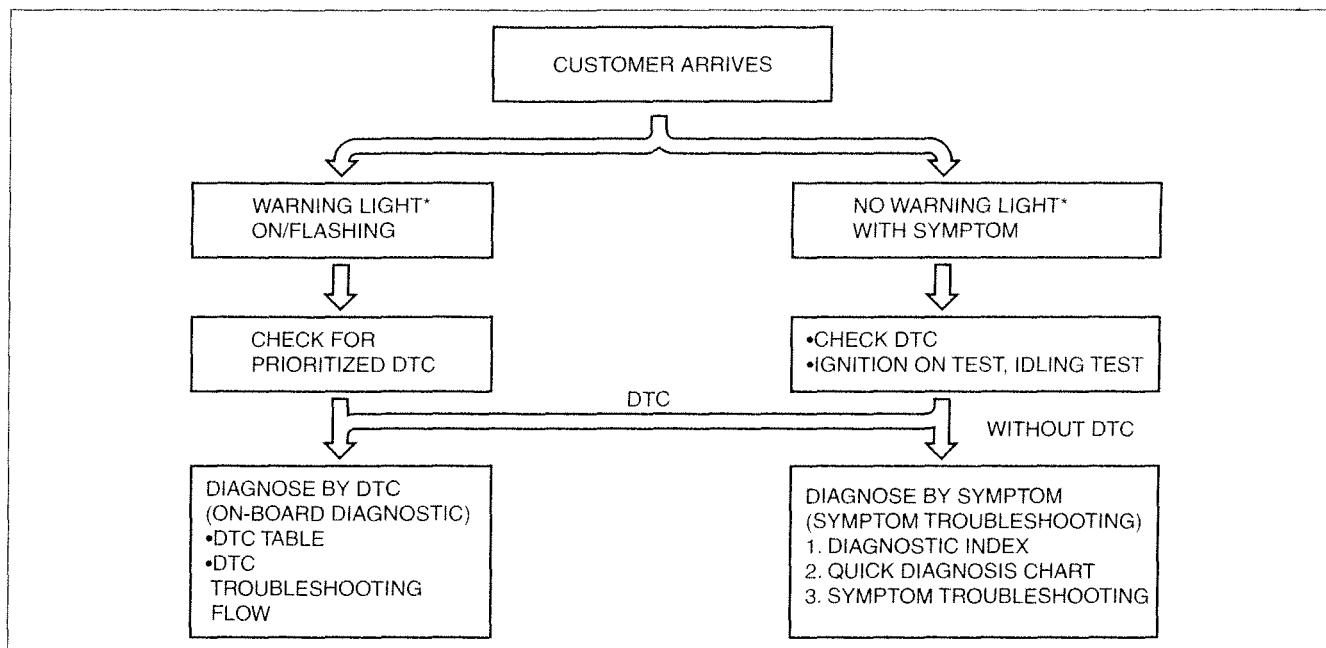 CUSTOMER ARRIVES
WARNING LIGHT*
ON/FLASHING
NO WARNING LIGHT*
WITH SYMPTOM
CHECK FOR
PRIORITIZED DTC
•CHECK DTC
•IGNITION ON TEST, IDLING TEST
DTC
WITHOUT DTC
DIAGNOSE BY DTC
(ON-BOARD DIAGNOSTIC)
•DTC TABLE
•DTC
TROUBLESHOOTING
FLOW
DIAGNOSE BY SYMPTOM
(SYMPTOM TROUBLESHOOTING)
1. DIAGNOSTIC INDEX
2. QUICK DIAGNOSIS CHART
3. SYMPTOM TROUBLESHOOTING